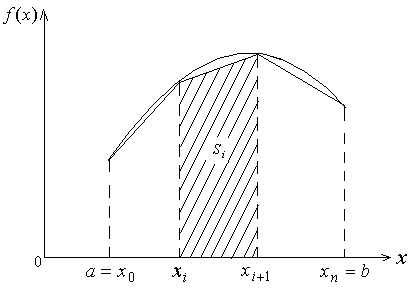 f(x)
S_i
0
a = x_0 x_i x_{i+1} x_n = b x